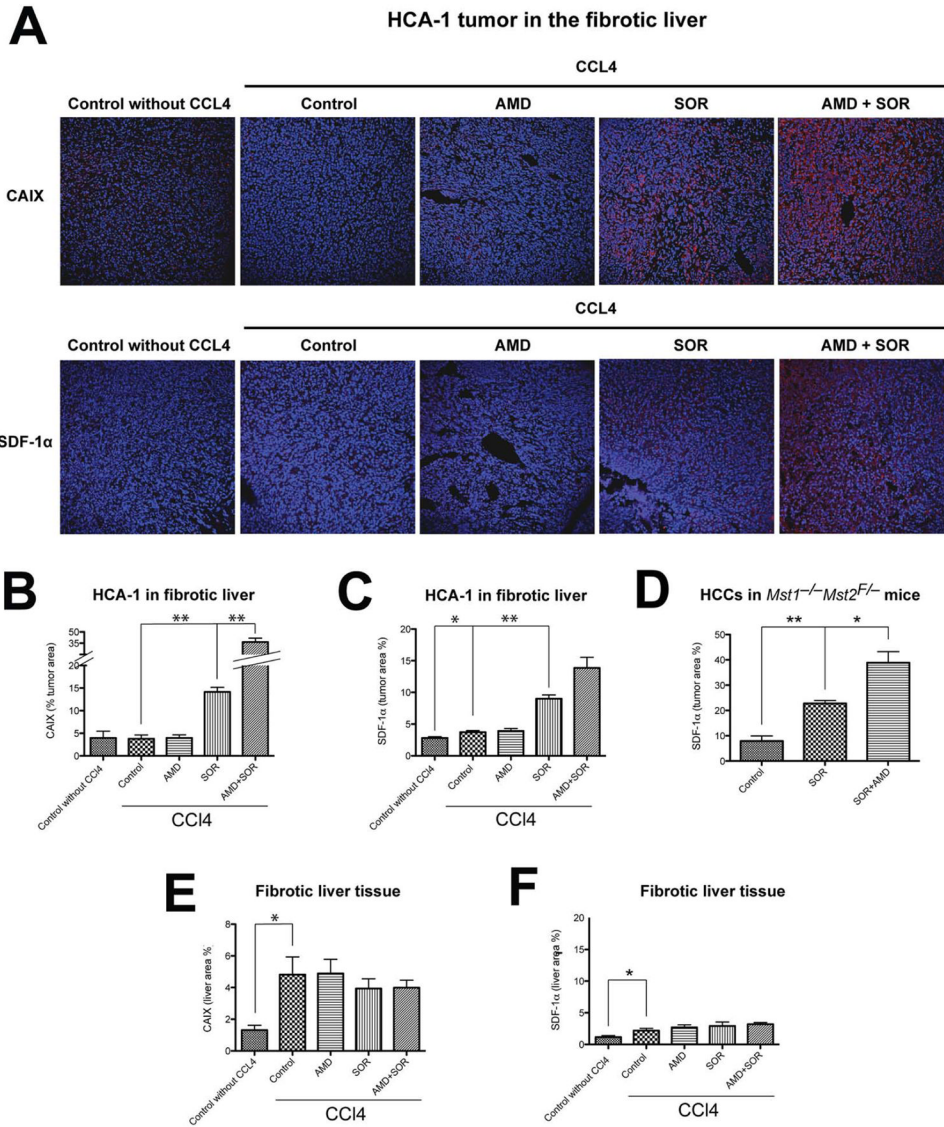 A
HCA-1 tumor in the fibrotic liver
CCL4
Control without CCL4 Control AMD SOR AMD + SOR
CAIX
CCL4
Control without CCL4 Control AMD SOR AMD + SOR
SDF-1α
B
HCA-1 in fibrotic liver
CAIX (% tumor area)
50
35
20
15
10
5
0
** **
Control without CCl4 Control AMD SOR AMD+SOR
CCl4
C
HCA-1 in fibrotic liver
SDF-1α (tumor area %)
20
15
10
5
0
* **
Control without CCl4 Control AMD SOR AMD+SOR
CCl4
D
HCCs in Mst1–/–Mst2F/– mice
SDF-1α (tumor area %)
50
40
30
20
10
0
** *
Control SOR SOR+AMD
E
Fibrotic liver tissue
CAIX (liver area %
8
6
4
2
0
*
Control without CCL4 Control AMD SOR AMD+SOR
CCl4
F
Fibrotic liver tissue
SDF-1α (liver area %)
20
15
10
5
0
*
Control without CCl4 Control AMD SOR AMD+SOR
CCl4